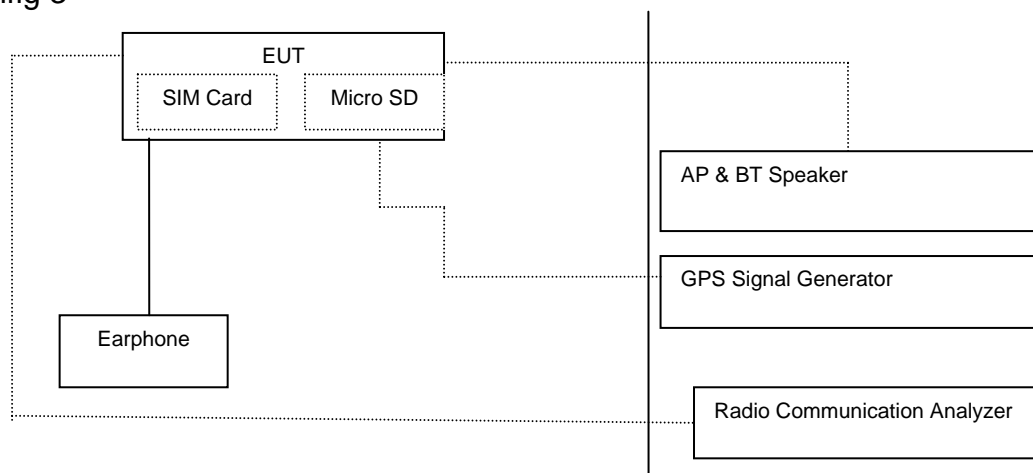 EUT
SIM Card
Micro SD
AP & BT Speaker
GPS Signal Generator
Earphone
Radio Communication Analyzer